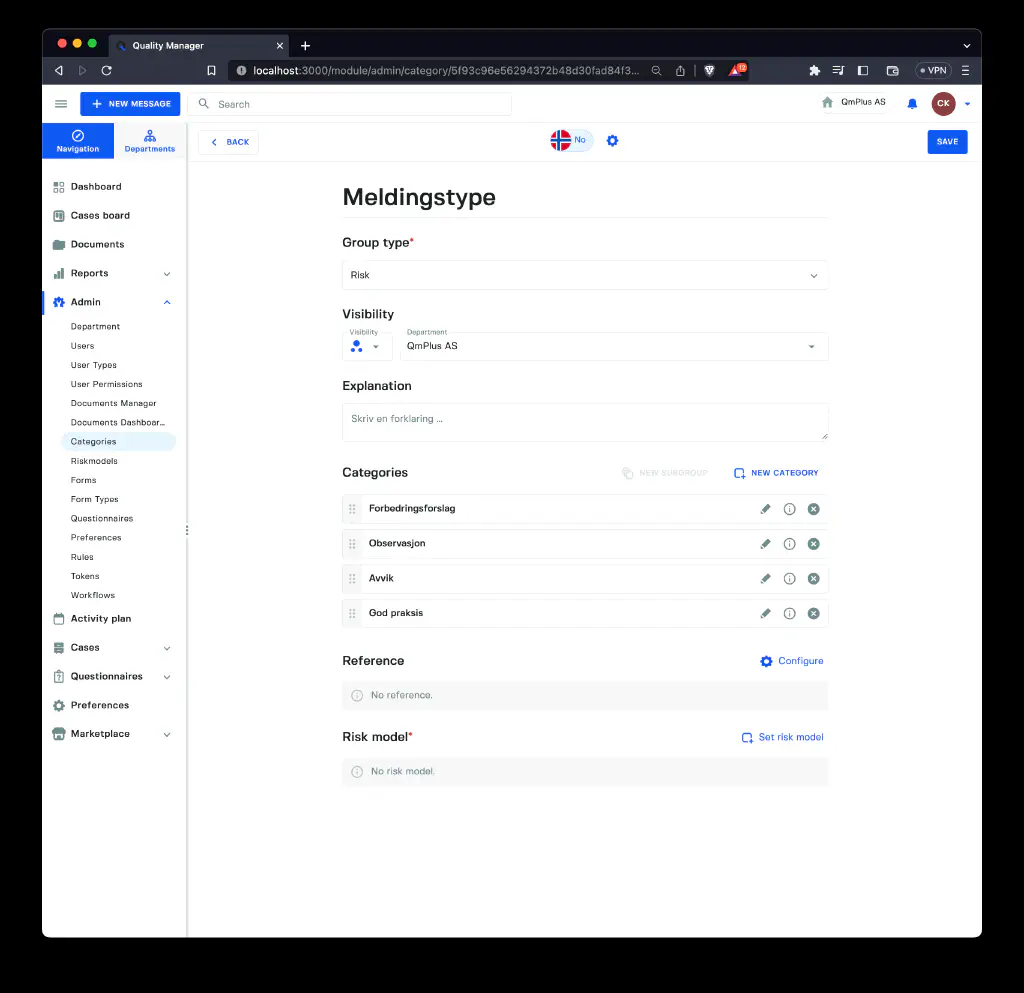 Quality Manager
localhost:3000/module/admin/category/5f93c96e56294372b48d30fad84f3...
12
VPN
NEW MESSAGE
Search
QmPlus AS
CK
Navigation
Departments
BACK
No
SAVE
Dashboard
Cases board
Documents
Reports
Admin
Department
Users
User Types
User Permissions
Documents Manager
Documents Dashboar...
Categories
Riskmodels
Forms
Form Types
Questionnaires
Preferences
Rules
Tokens
Workflows
Activity plan
Cases
Questionnaires
Preferences
Marketplace
Meldingstype
Group type*
Risk
Visibility
Visibility
Department
QmPlus AS
Explanation
Skriv en forklaring ...
Categories
NEW SUBGROUP
NEW CATEGORY
Forbedringsforslag
Observasjon
Avvik
God praksis
Reference
Configure
No reference.
Risk model*
Set risk model
No risk model.